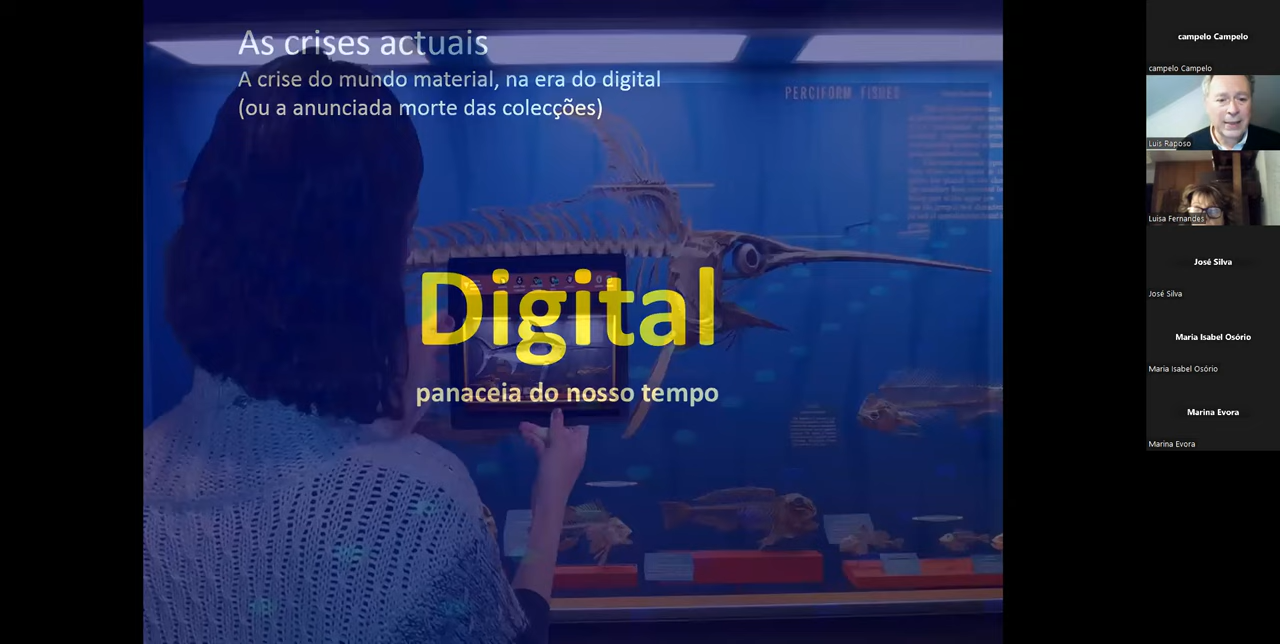 As crises actuais
A crise do mundo material, na era do digital
(ou a anunciada morte das colecções)
PERCIFORM FISHES
Digital
panaceia do nosso tempo
campelo Campelo
campelo Campelo
Luis Raposo
Luisa Fernandes
José Silva
José Silva
Maria Isabel Osório
Maria Isabel Osório
Marina Evora
Marina Evora